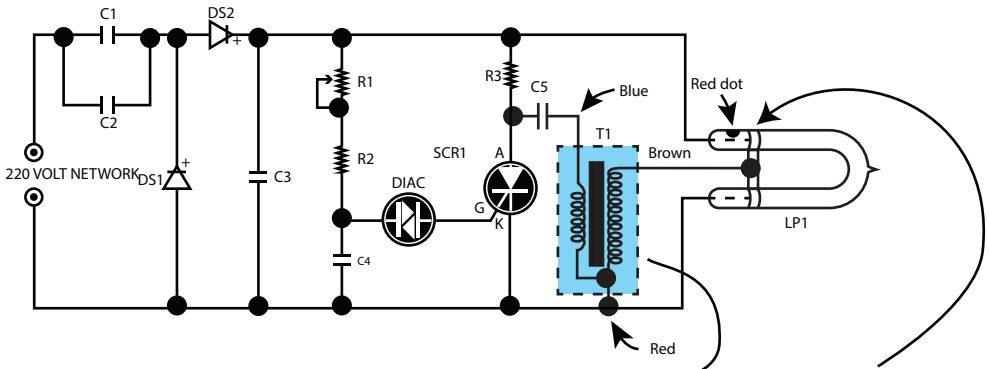 C1
DS2
+
C2
R1
R3
C5
Blue
Red dot
T1
Brown
220 VOLT NETWORK
DS1
+
C3
R2
SCR1
A
DIAC
G
K
LP1
C4
Red